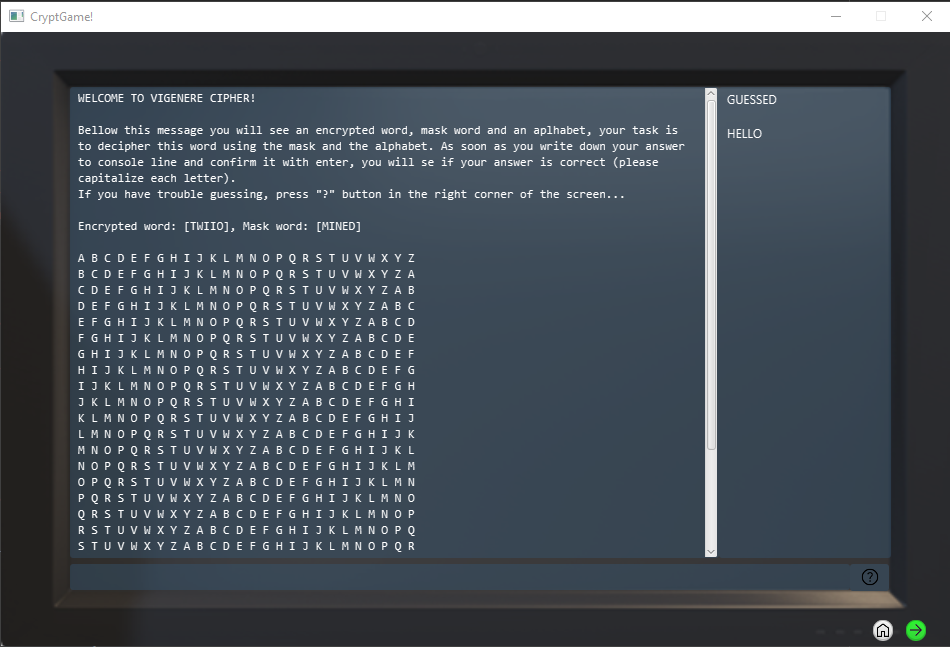 CryptGame!
WELCOME TO VIGENERE CIPHER!
Bellow this message you will see an encrypted word, mask word and an aplhabet, your task is
to decipher this word using the mask and the alphabet. As soon as you write down your answer
to console line and confirm it with enter, you will se if your answer is correct (please
capitalize each letter).
If you have trouble guessing, press "?" button in the right corner of the screen...
Encrypted word: [TWIIO], Mask word: [MINED]
A B C D E F G H I J K L M N O P Q R S T U V W X Y Z
B C D E F G H I J K L M N O P Q R S T U V W X Y Z A
C D E F G H I J K L M N O P Q R S T U V W X Y Z A B
D E F G H I J K L M N O P Q R S T U V W X Y Z A B C
E F G H I J K L M N O P Q R S T U V W X Y Z A B C D
F G H I J K L M N O P Q R S T U V W X Y Z A B C D E
G H I J K L M N O P Q R S T U V W X Y Z A B C D E F
H I J K L M N O P Q R S T U V W X Y Z A B C D E F G
I J K L M N O P Q R S T U V W X Y Z A B C D E F G H
J K L M N O P Q R S T U V W X Y Z A B C D E F G H I
K L M N O P Q R S T U V W X Y Z A B C D E F G H I J
L M N O P Q R S T U V W X Y Z A B C D E F G H I J K
M N O P Q R S T U V W X Y Z A B C D E F G H I J K L
N O P Q R S T U V W X Y Z A B C D E F G H I J K L M
O P Q R S T U V W X Y Z A B C D E F G H I J K L M N
P Q R S T U V W X Y Z A B C D E F G H I J K L M N O
Q R S T U V W X Y Z A B C D E F G H I J K L M N O P
R S T U V W X Y Z A B C D E F G H I J K L M N O P Q
S T U V W X Y Z A B C D E F G H I J K L M N O P Q R
GUESSED
HELLO
?